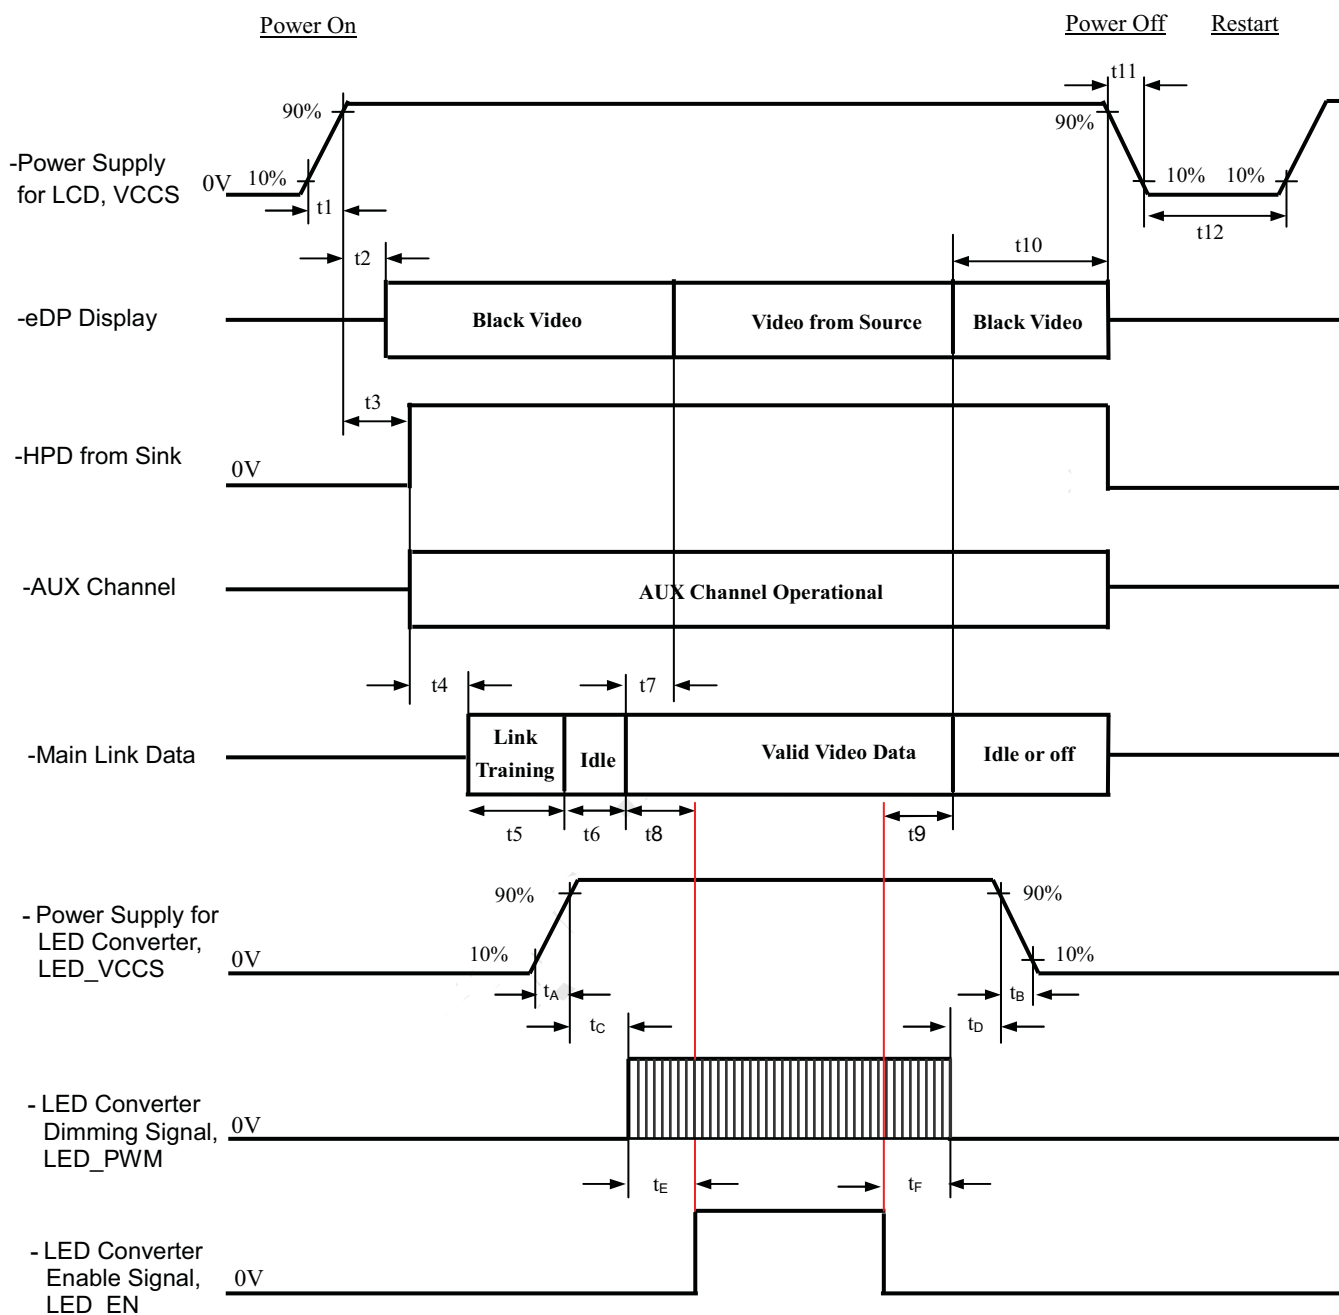 Power On
Power Off
Restart
t11
90%
90%
-Power Supply
for LCD, VCCS
0V
10%
10%
10%
t1
t12
t2
t10
-eDP Display
Black Video
Video from Source
Black Video
t3
-HPD from Sink
0V
-AUX Channel
AUX Channel Operational
t4
t7
-Main Link Data
Link
Training
Idle
Valid Video Data
Idle or off
t5
t6
t8
t9
90%
90%
- Power Supply for
LED Converter,
LED_VCCS
0V
10%
10%
tA
tB
tC
tD
- LED Converter
Dimming Signal,
LED_PWM
0V
tE
tF
- LED Converter
Enable Signal,
LED_EN
0V